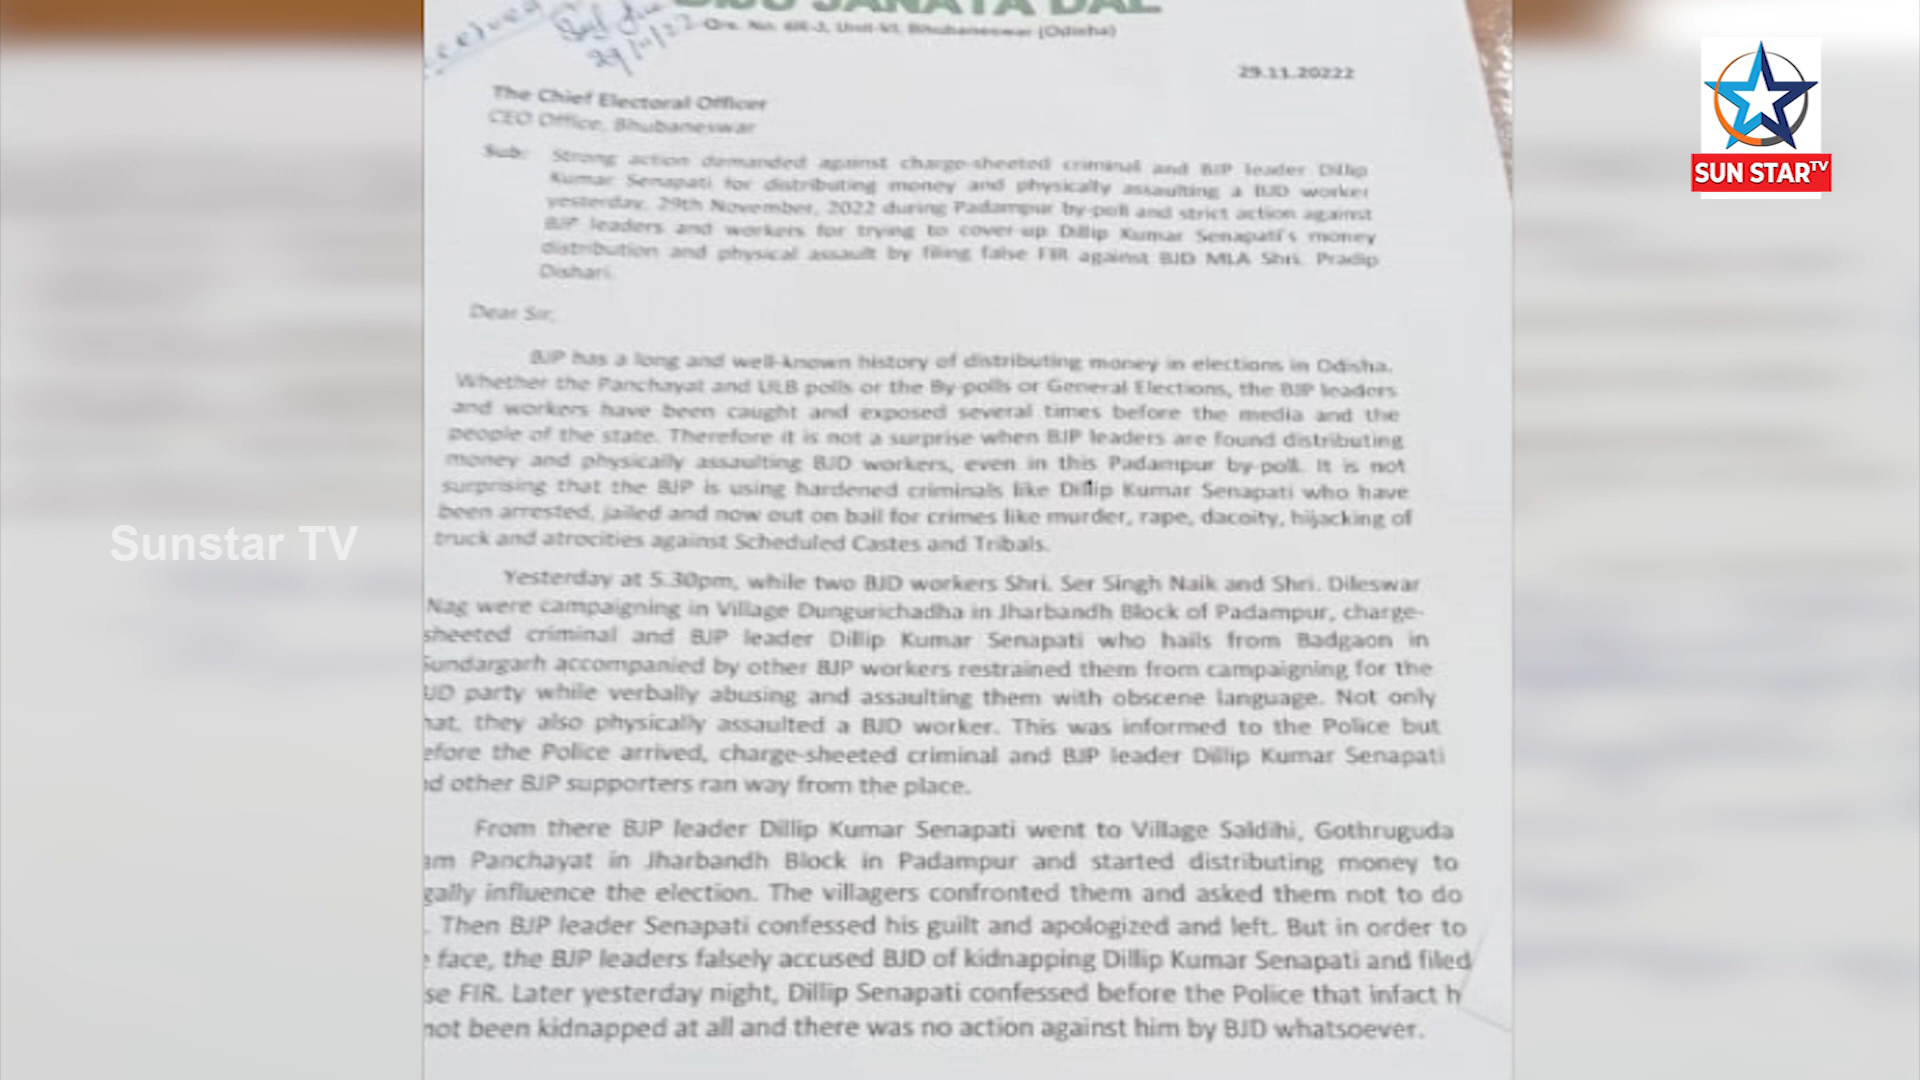 BIJU JANATA DAL
Qrs. No. 6R-3, Unit-VI, Bhubaneswar (Odisha)
29.11.20222
The Chief Electoral Officer
CEO Office, Bhubaneswar
Sub: Strong action demanded against charge-sheeted criminal and BJP leader Dillip
Kumar Senapati for distributing money and physically assaulting a BJD worker
yesterday, 29th November, 2022 during Padampur by-poll and strict action against
BJP leaders and workers for trying to cover-up Dillip Kumar Senapati's money
distribution and physical assault by filing false FIR against BJD MLA Shri. Pradip
Dishari.
Dear Sir,
BJP has a long and well-known history of distributing money in elections in Odisha.
Whether the Panchayat and ULB polls or the By-polls or General Elections, the BJP leaders
and workers have been caught and exposed several times before the media and the
people of the state. Therefore it is not a surprise when BJP leaders are found distributing
money and physically assaulting BJD workers, even in this Padampur by-poll. It is not
surprising that the BJP is using hardened criminals like Dillip Kumar Senapati who have
been arrested, jailed and now out on bail for crimes like murder, rape, dacoity, hijacking of
truck and atrocities against Scheduled Castes and Tribals.
Yesterday at 5.30pm, while two BJD workers Shri. Ser Singh Naik and Shri. Dileswar
Nag were campaigning in Village Dungurichadha in Jharbandh Block of Padampur, charge-
sheeted criminal and BJP leader Dillip Kumar Senapati who hails from Badgaon in
Sundargarh accompanied by other BJP workers restrained them from campaigning for the
JD party while verbally abusing and assaulting them with obscene language. Not only
hat, they also physically assaulted a BJD worker. This was informed to the Police but
efore the Police arrived, charge-sheeted criminal and BJP leader Dillip Kumar Senapati
nd other BJP supporters ran way from the place.
From there BJP leader Dillip Kumar Senapati went to Village Saldihi, Gothruguda
am Panchayat in Jharbandh Block in Padampur and started distributing money to
gally influence the election. The villagers confronted them and asked them not to do
. Then BJP leader Senapati confessed his guilt and apologized and left. But in order to
e face, the BJP leaders falsely accused BJD of kidnapping Dillip Kumar Senapati and filed
se FIR. Later yesterday night, Dillip Senapati confessed before the Police that infact h
not been kidnapped at all and there was no action against him by BJD whatsoever.
SUN STAR TV
Sunstar TV